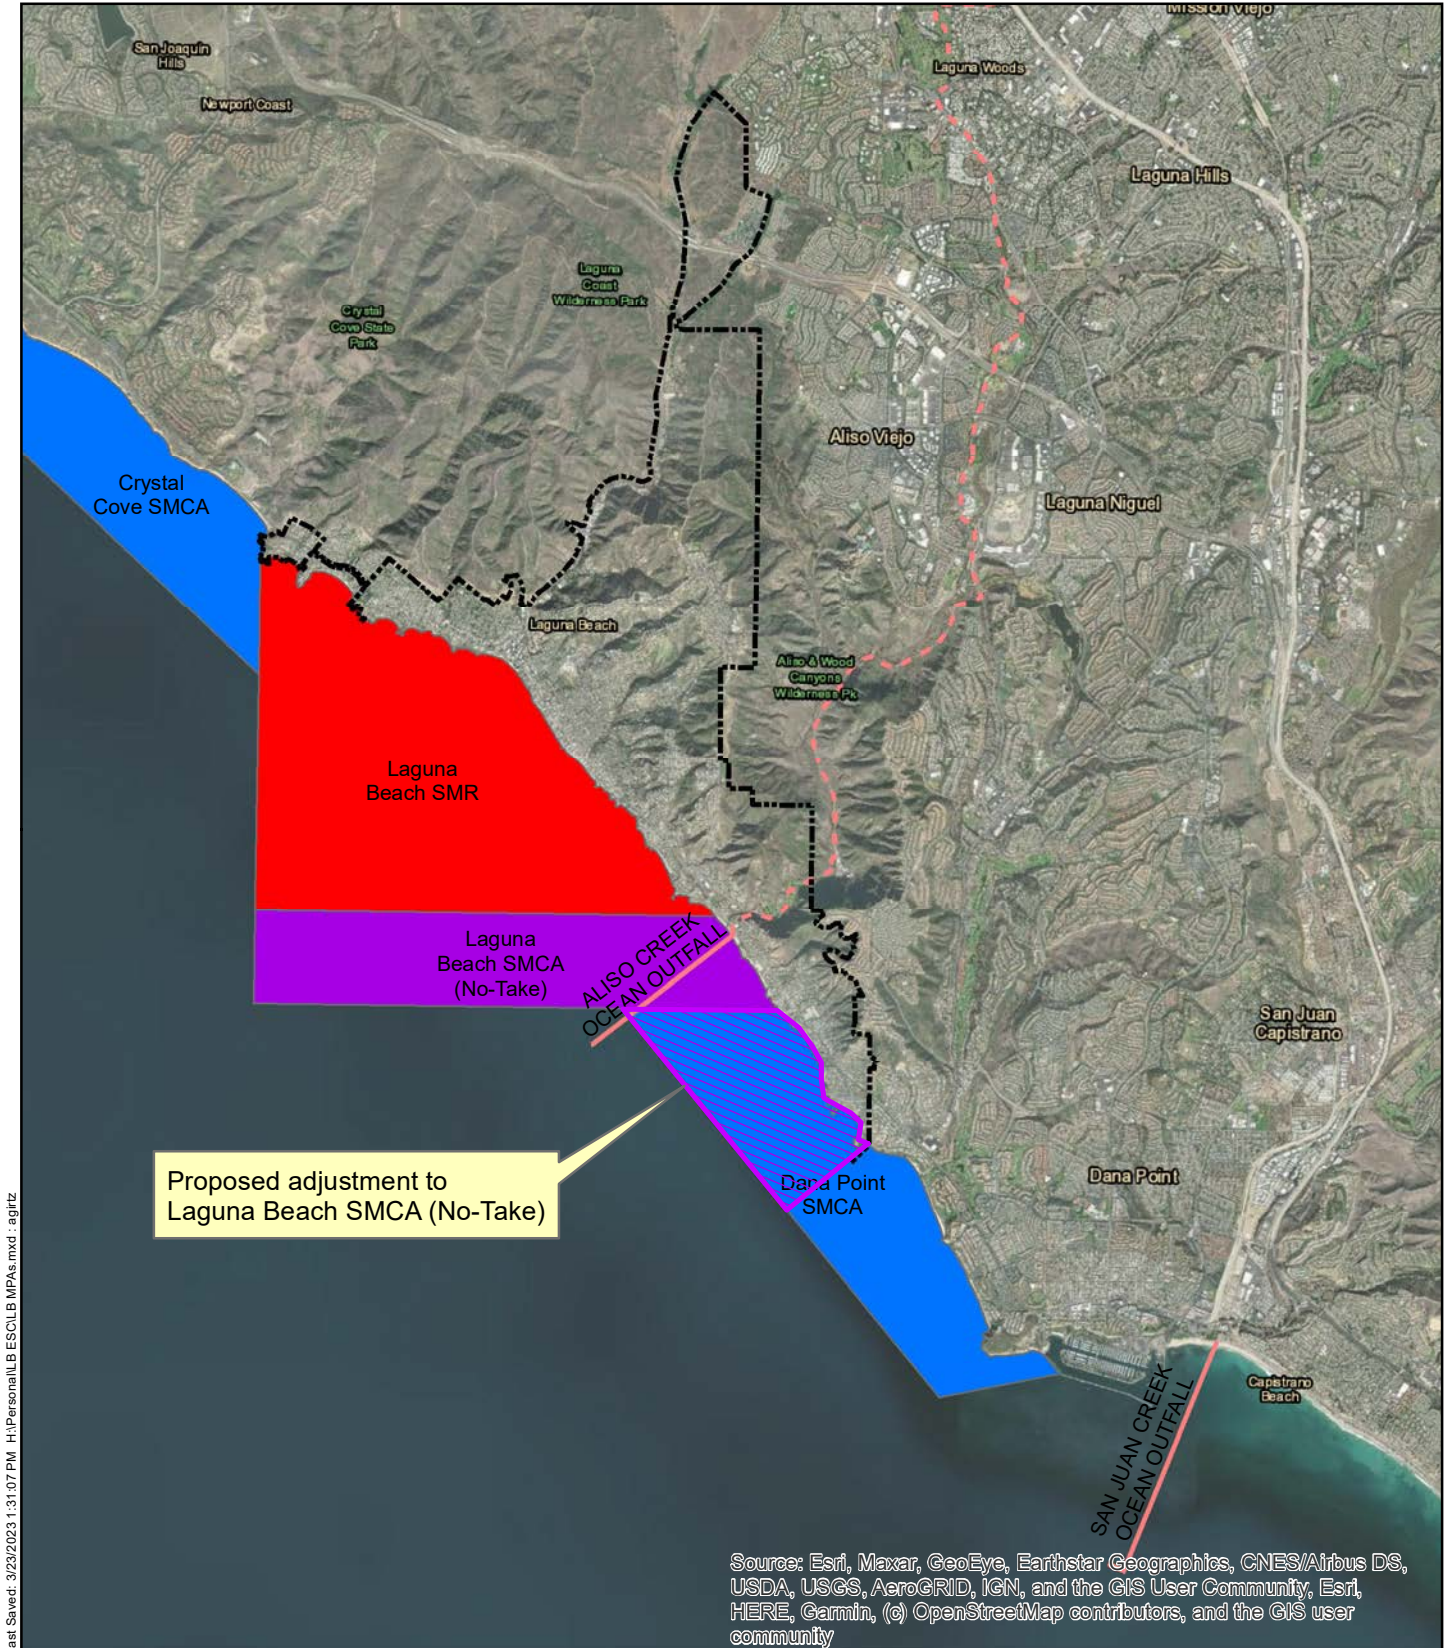 Mission Viejo
San Joaquin
Hills
Laguna Woods
Newport Coast
Laguna Hills
Laguna
Coast
Wilderness Park
Crystal
Cove State
Park
Aliso Viejo
Crystal
Cove SMCA
Laguna Niguel
Laguna Beach
Aliso & Wood
Canyons
Wilderness Pk
Laguna
Beach SMR
Laguna
Beach SMCA
(No-Take)
ALISO CREEK
OCEAN OUTFALL
San Juan
Capistrano
Proposed adjustment to
Laguna Beach SMCA (No-Take)
Dana Point
SMCA
Dana Point
Capistrano
Beach
SAN JUAN CREEK
OCEAN OUTFALL
Source: Esri, Maxar, GeoEye, Earthstar Geographics, CNES/Airbus DS,
USDA, USGS, AeroGRID, IGN, and the GIS User Community, Esri,
HERE, Garmin, (c) OpenStreetMap contributors, and the GIS user
community
ast Saved: 3/23/2023 1:31:07 PM H:\Personal\LB ESC\LB MPAs.mxd : agirtz